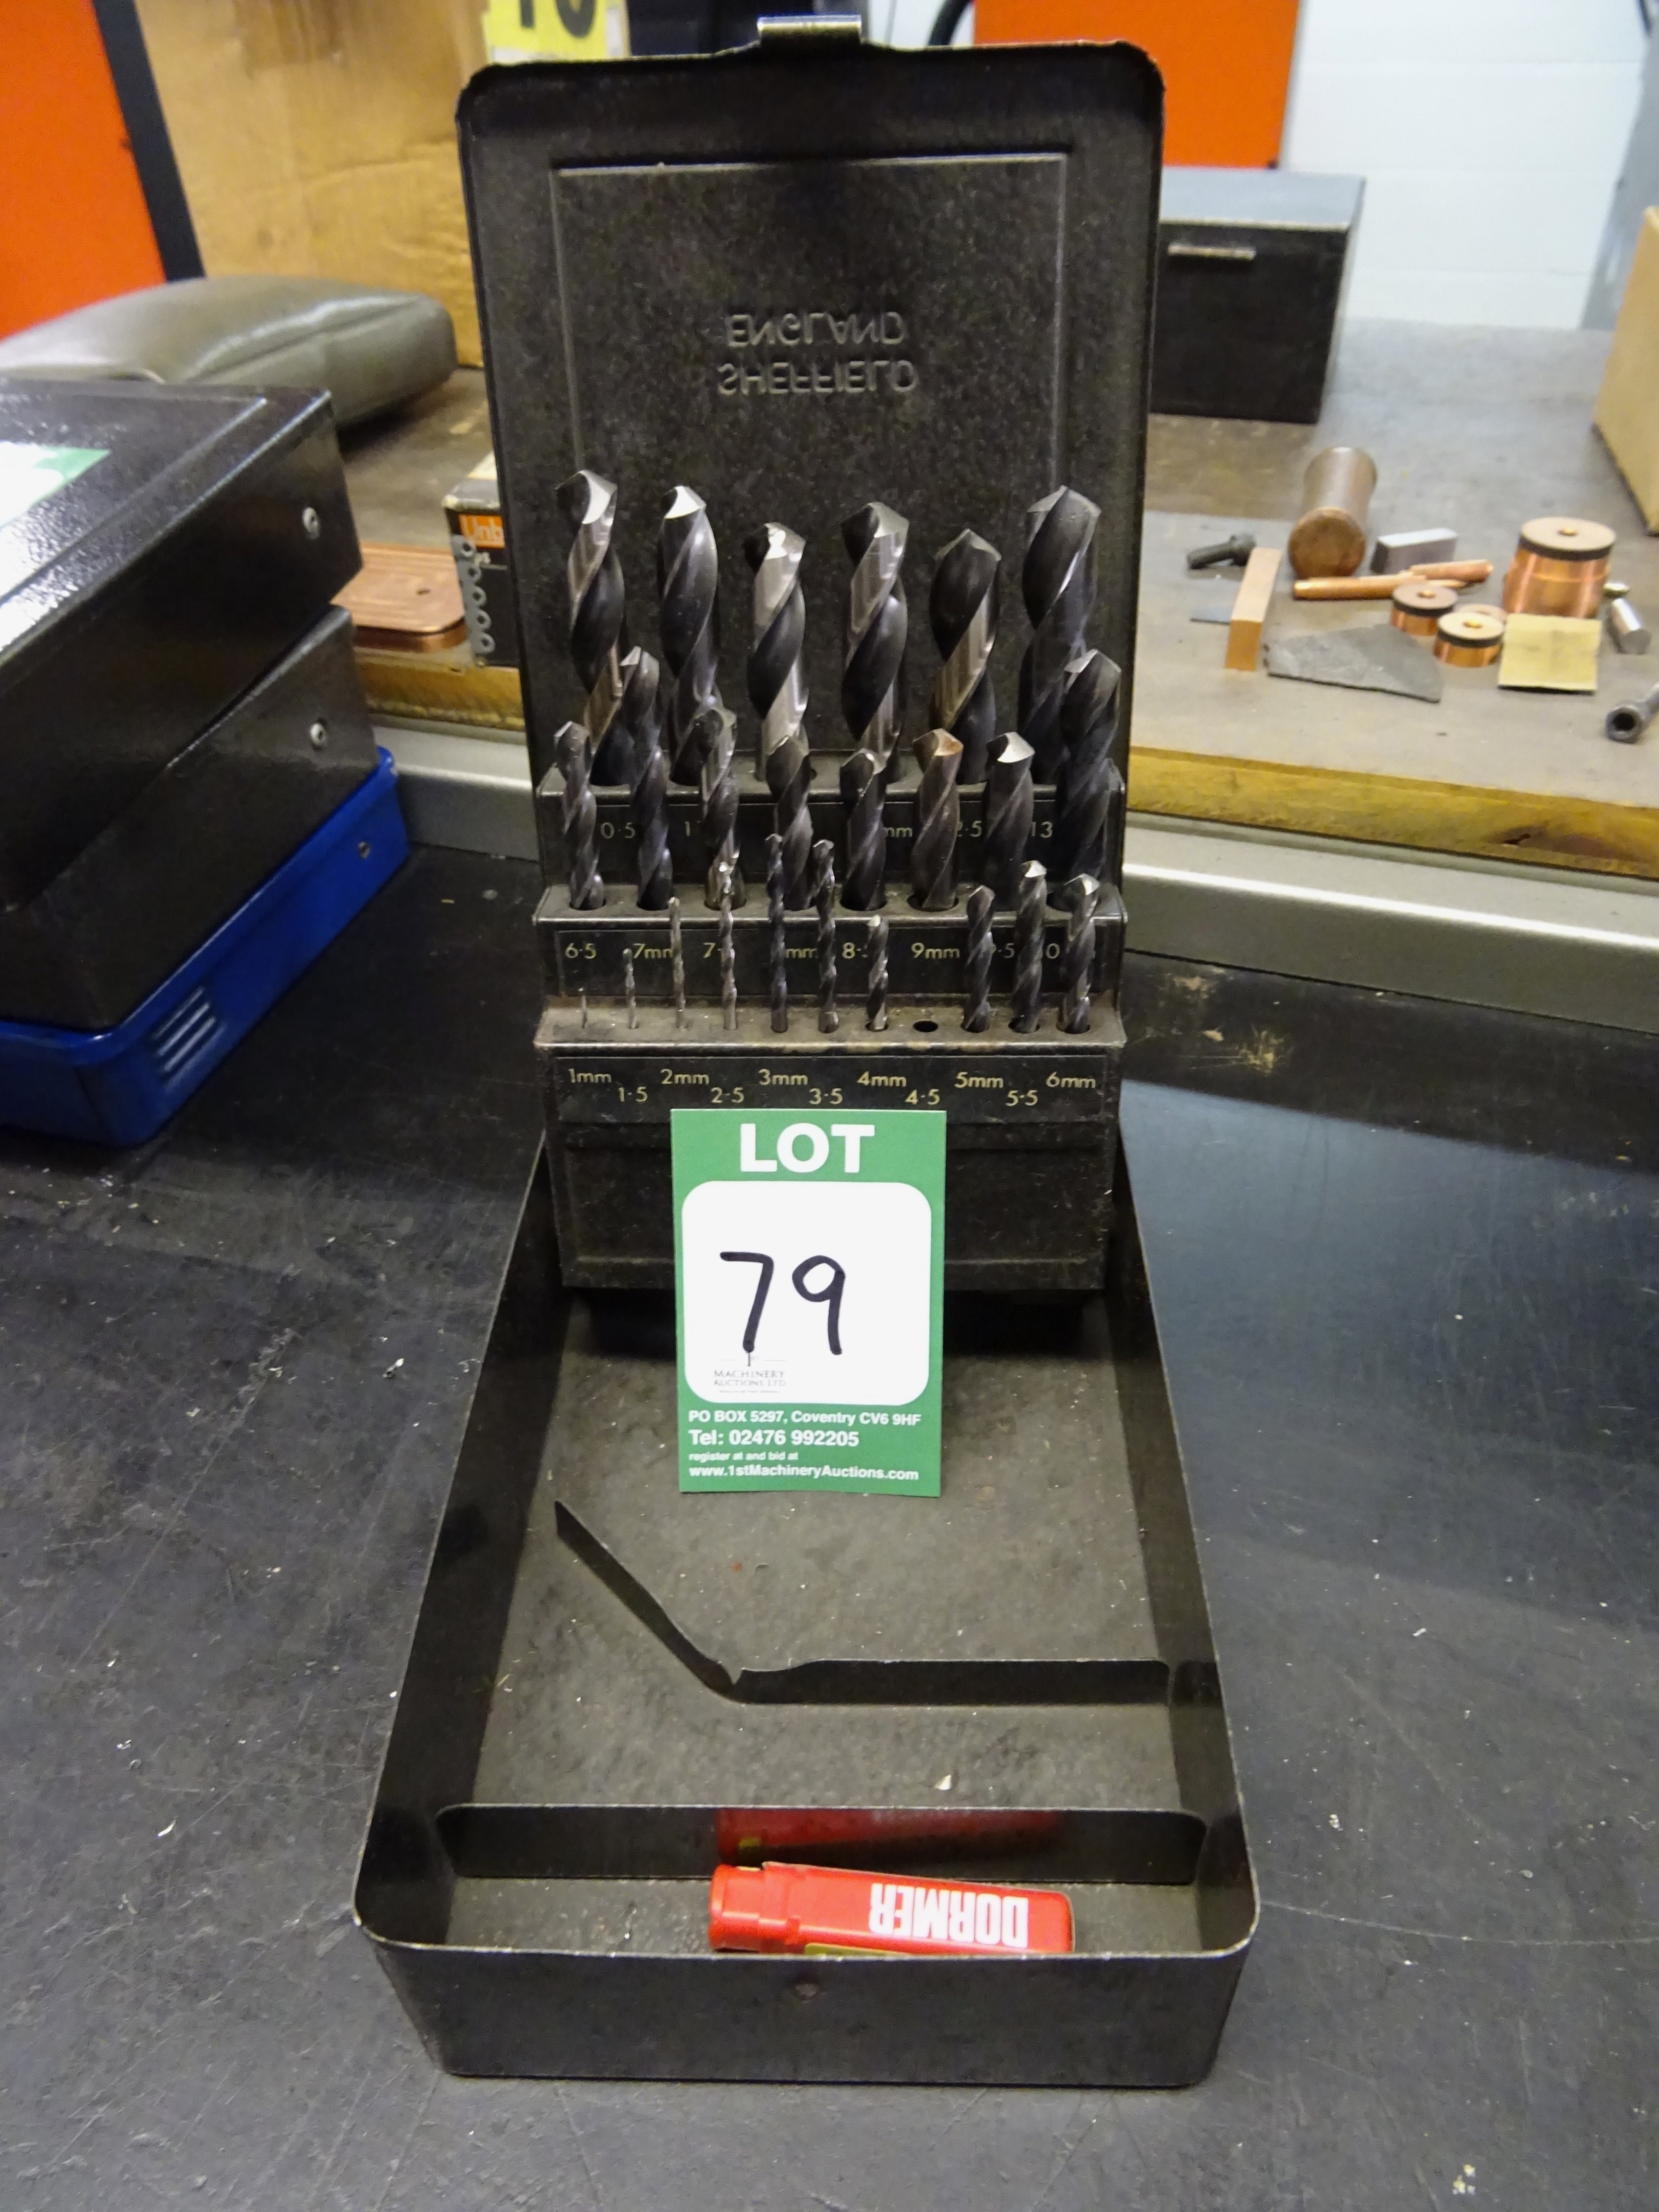 ENGLAND
SHEFFIELD
0·5
mm
13
6·5
7mm
9mm
1mm
2mm
3mm
4mm
5mm
6mm
1·5
2·5
3·5
4·5
5·5
LOT
79
1st
MACHINERY
AUCTIONS LTD
PO BOX 5297, Coventry CV6 9HF
Tel: 02476 992205
register at and bid at
www.1stMachineryAuctions.com
DORMER